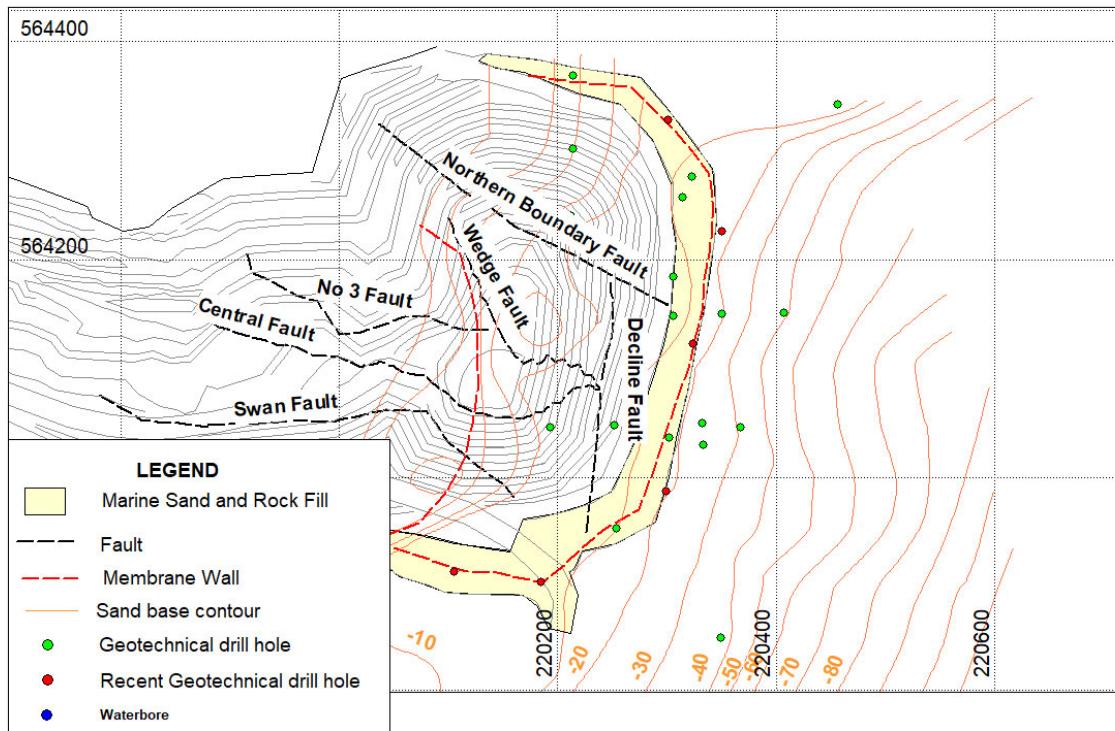 564400
564200
Northern Boundary Fault
Wedge Fault
No 3 Fault
Central Fault
Decline Fault
Swan Fault
LEGEND
Marine Sand and Rock Fill
Fault
Membrane Wall
Sand base contour
Geotechnical drill hole
Recent Geotechnical drill hole
Waterbore
-10
220200
-20
-30
-40
-50
-60
220400
-70
-80
220600